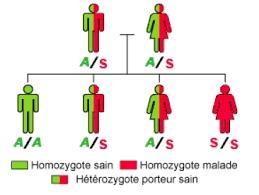 A/S A/S
A/A A/S A/S S/S
Homozygote sain Homozygote malade
Hétérozygote porteur sain